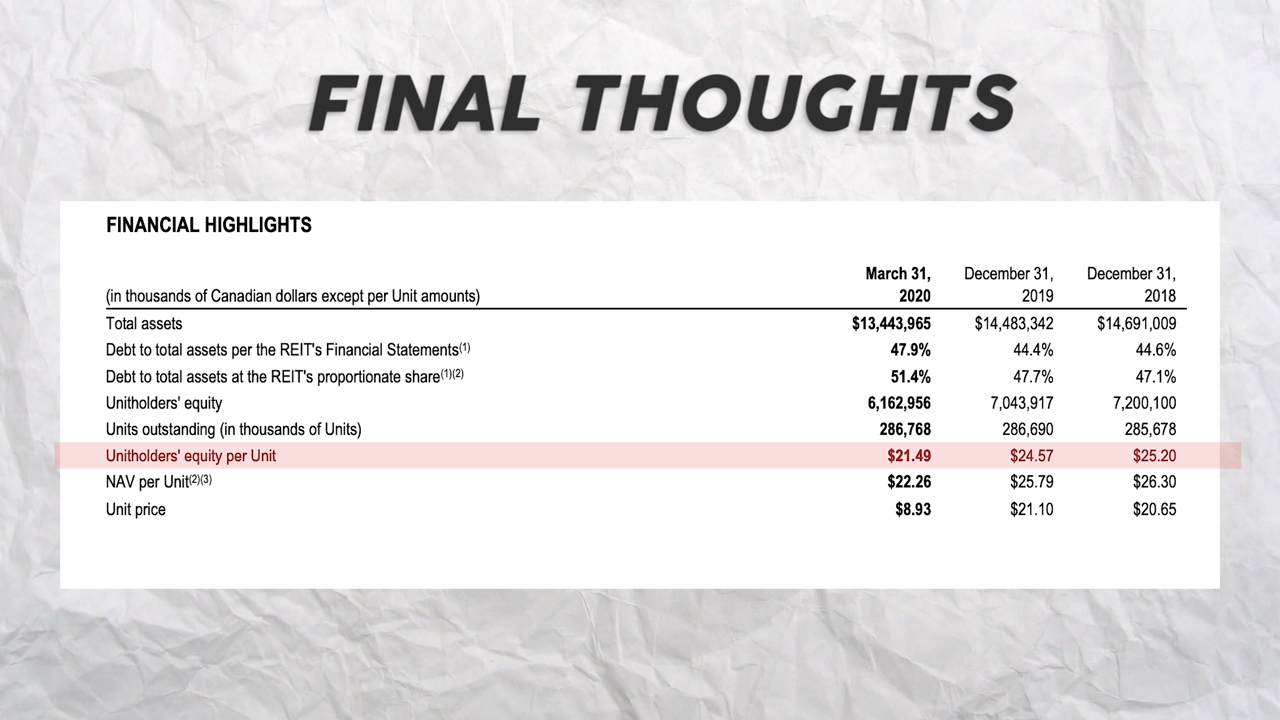 FINAL THOUGHTS
FINANCIAL HIGHLIGHTS
March 31, December 31, December 31,
(in thousands of Canadian dollars except per Unit amounts) 2020 2019 2018
Total assets $13,443,965 $14,483,342 $14,691,009
Debt to total assets per the REIT's Financial Statements(1) 47.9% 44.4% 44.6%
Debt to total assets at the REIT's proportionate share(1)(2) 51.4% 47.7% 47.1%
Unitholders' equity 6,162,956 7,043,917 7,200,100
Units outstanding (in thousands of Units) 286,768 286,690 285,678
Unitholders' equity per Unit $21.49 $24.57 $25.20
NAV per Unit(2)(3) $22.26 $25.79 $26.30
Unit price $8.93 $21.10 $20.65